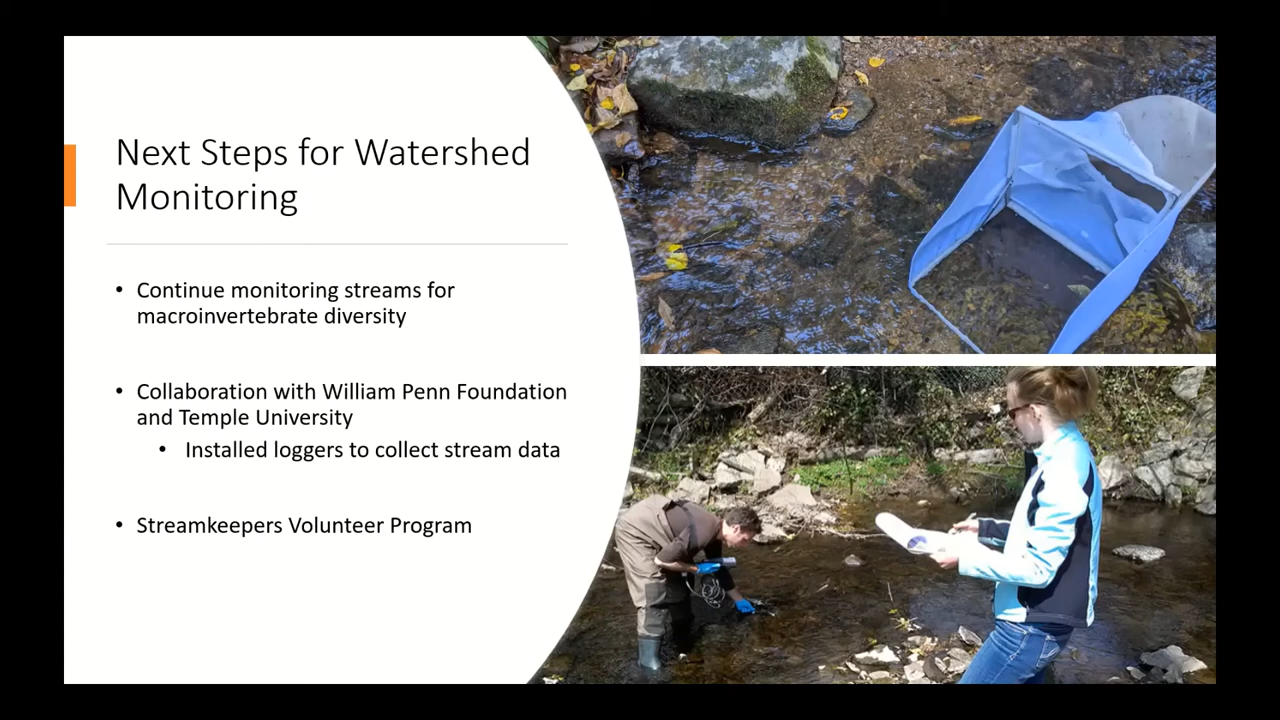 Next Steps for Watershed
Monitoring
• Continue monitoring streams for
macroinvertebrate diversity
• Collaboration with William Penn Foundation
and Temple University
• Installed loggers to collect stream data
• Streamkeepers Volunteer Program